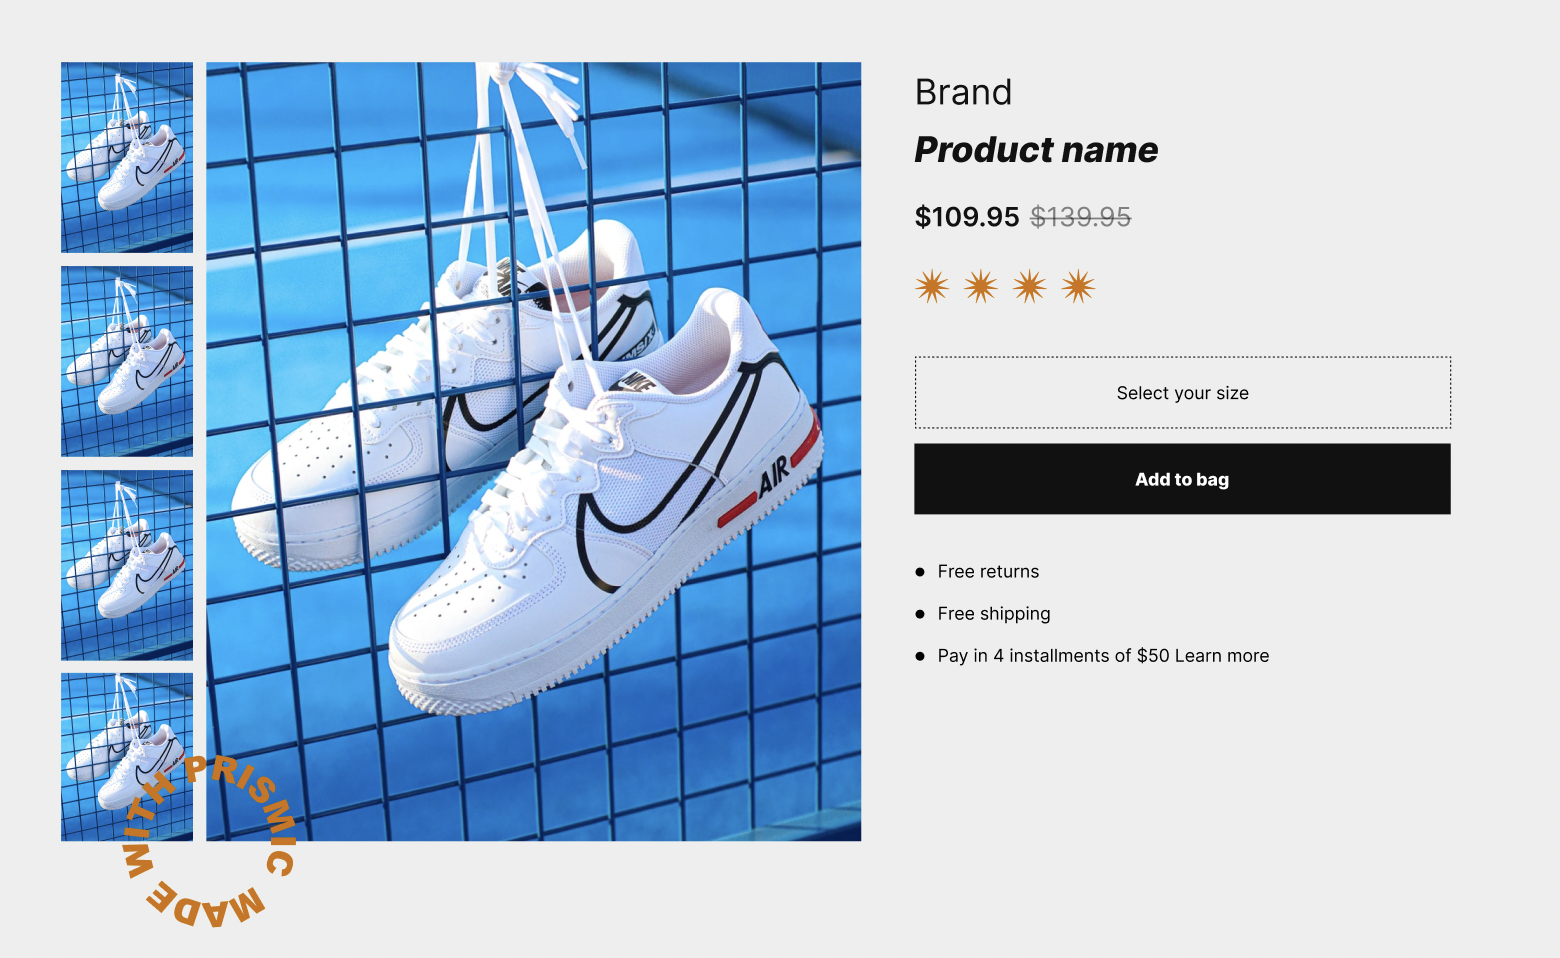 Brand
Product name
$109.95 $139.95
Select your size
Add to bag
Free returns
Free shipping
Pay in 4 installments of $50 Learn more
NIKE
AIR
MADE WITH PRISMIC